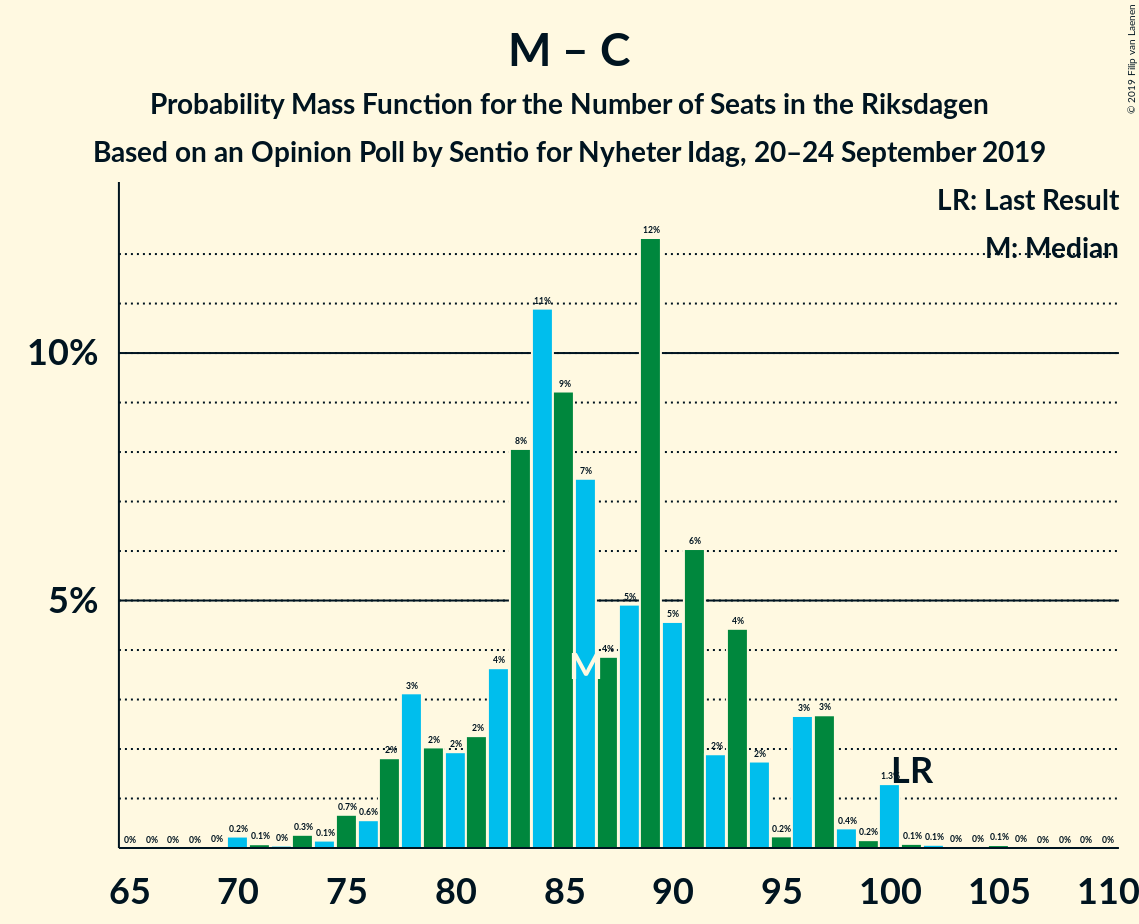 M – C
Probability Mass Function for the Number of Seats in the Riksdagen
Based on an Opinion Poll by Sentio for Nyheter Idag, 20–24 September 2019
© 2019 Filip van Laenen
LR: Last Result
M: Median
10%
5%
0% 0% 0% 0% 0% 0.2% 0.1% 0% 0.3% 0.1% 0.7% 0.6% 2% 3% 2% 2% 2% 4% 8% 11% 9% 7% 4% 5% 12% 5% 6% 2% 4% 2% 0.2% 3% 3% 0.4% 0.2% 1.3% 0.1% 0.1% 0% 0% 0.1% 0% 0% 0% 0% 0%
M
LR
65 70 75 80 85 90 95 100 105 110